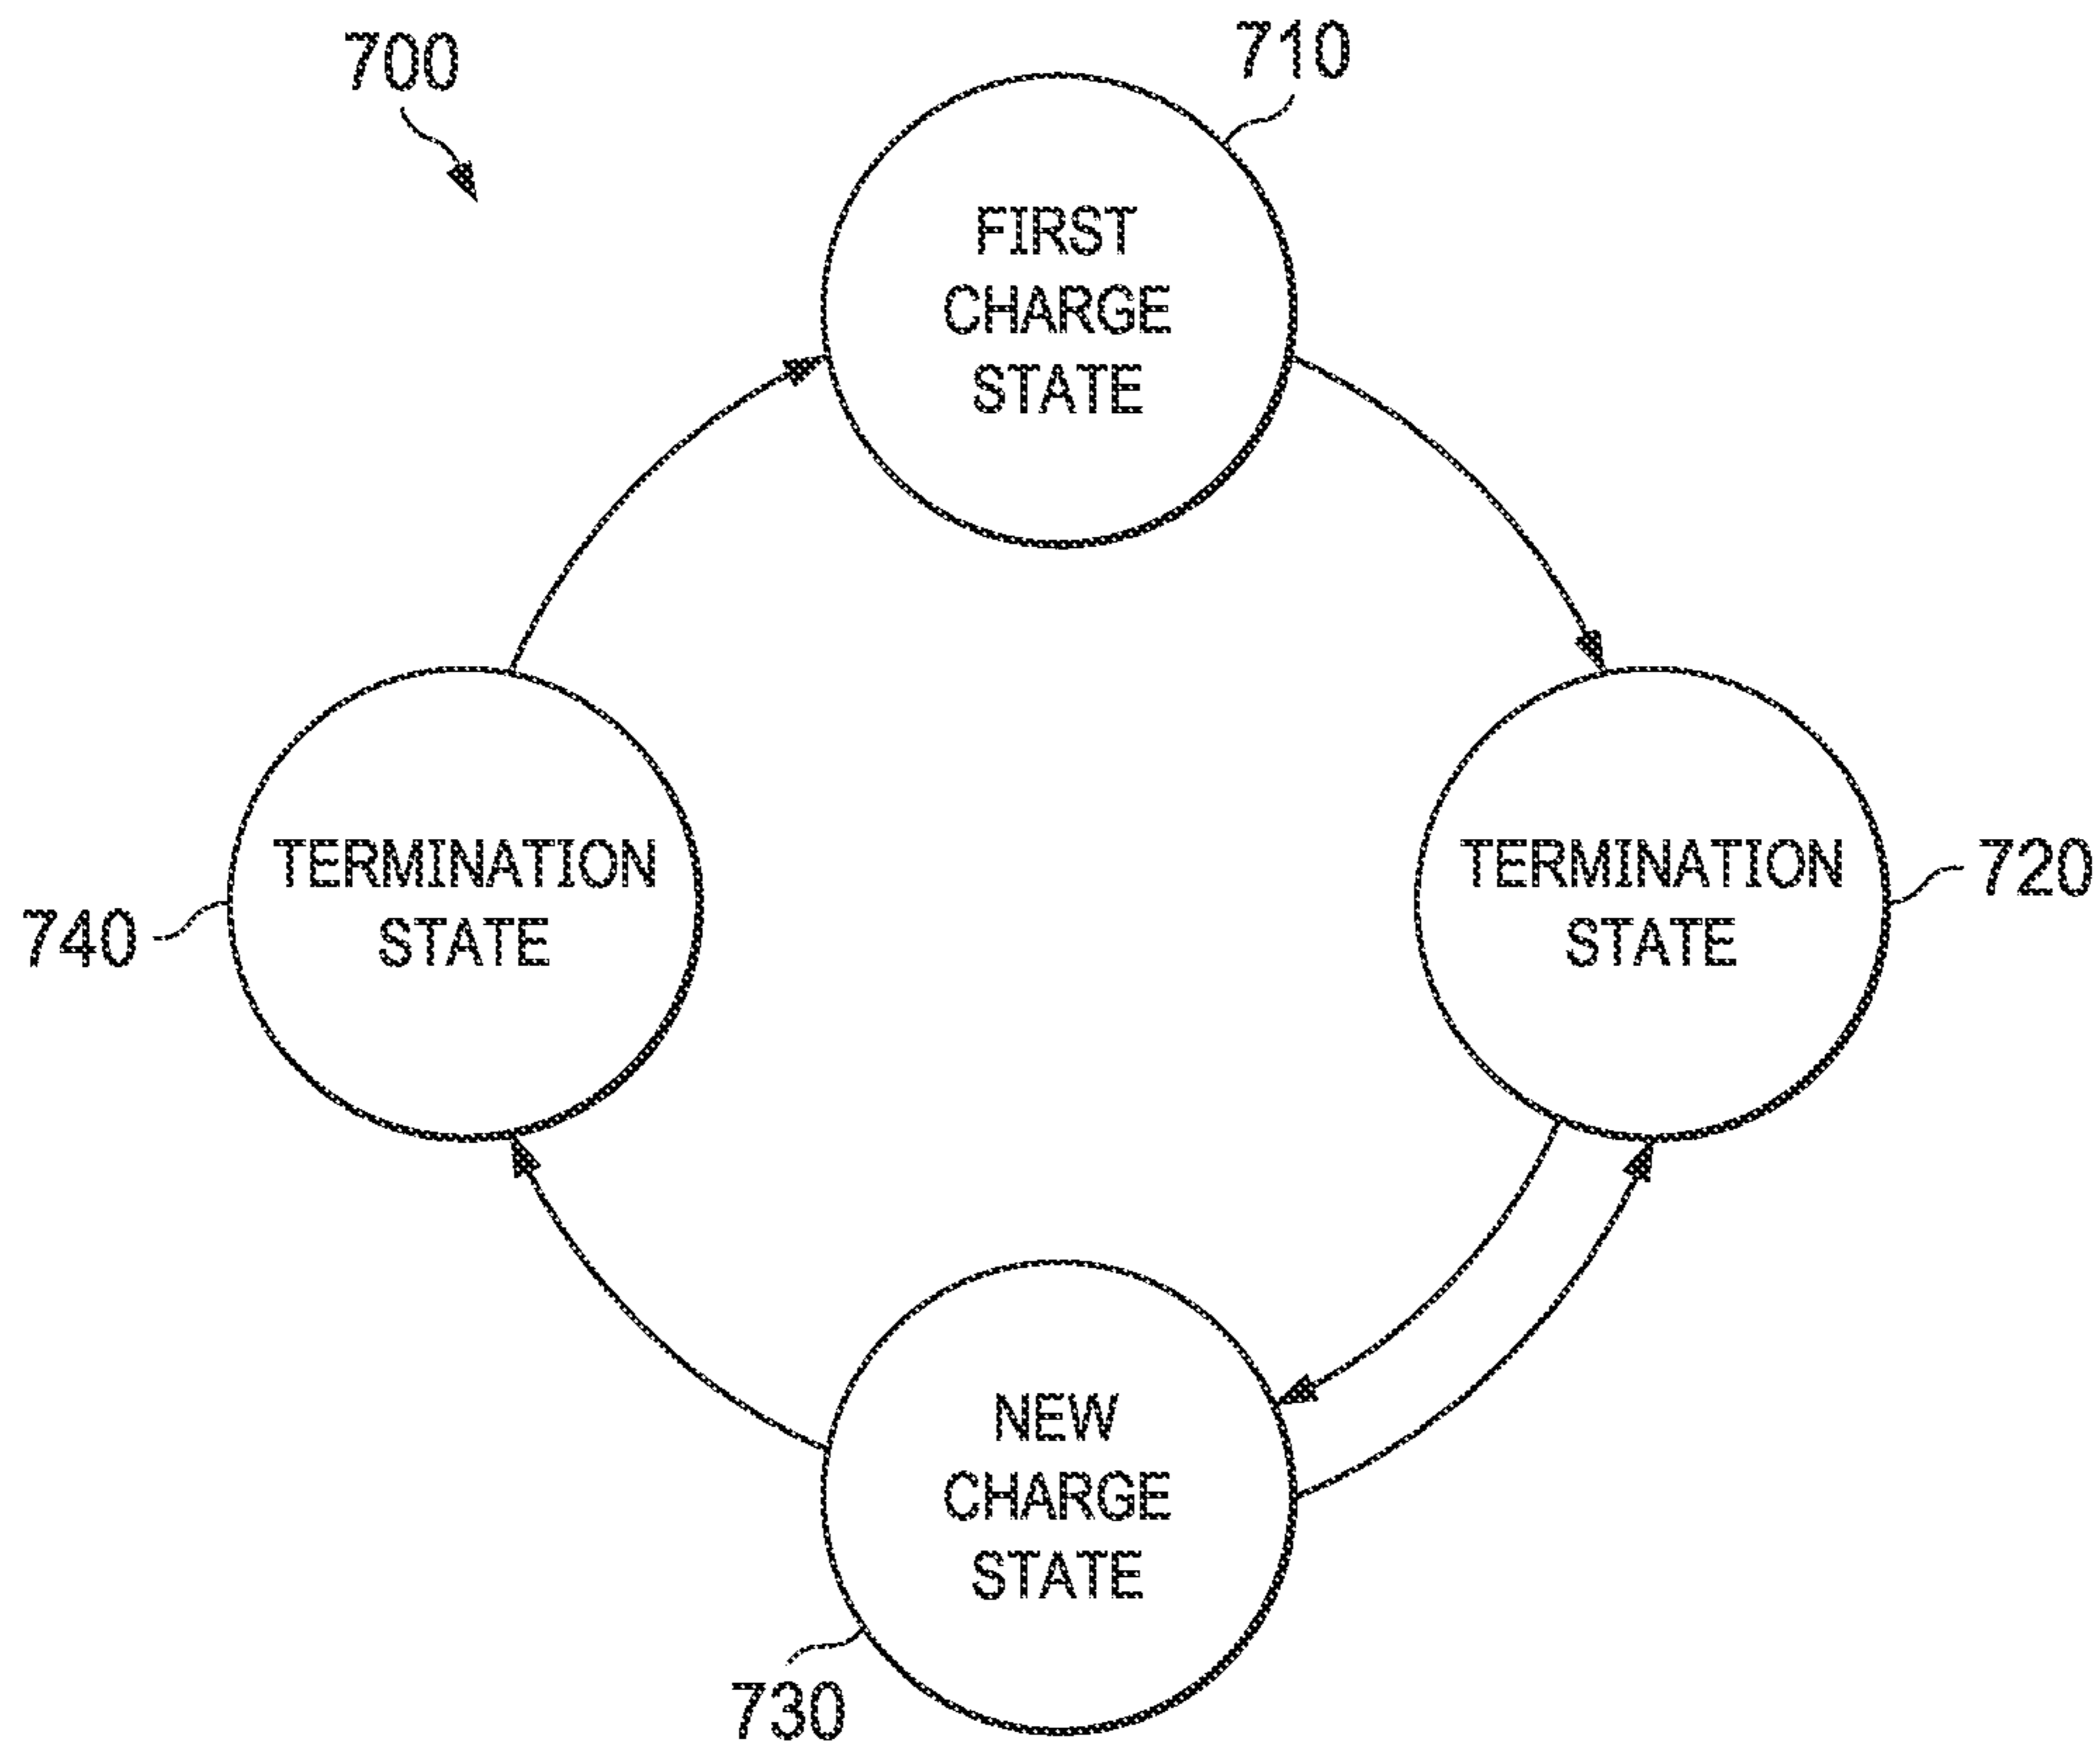 700
710
FIRST
CHARGE
STATE
TERMINATION
STATE
740
TERMINATION
STATE
720
NEW
CHARGE
STATE
730